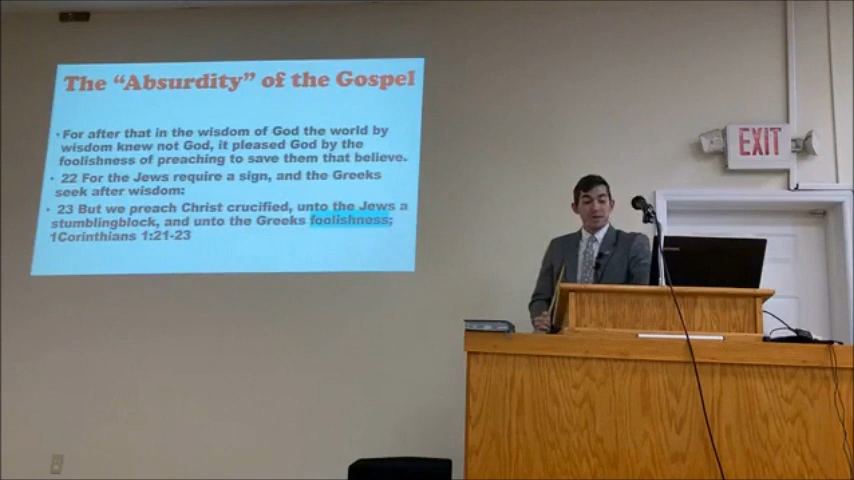 The “Absurdity” of the Gospel
• For after that in the wisdom of God the world by
wisdom knew not God, it pleased God by the
foolishness of preaching to save them that believe.
• 22 For the Jews require a sign, and the Greeks
seek after wisdom:
• 23 But we preach Christ crucified, unto the Jews a
stumblingblock, and unto the Greeks foolishness;
1Corinthians 1:21-23
EXIT